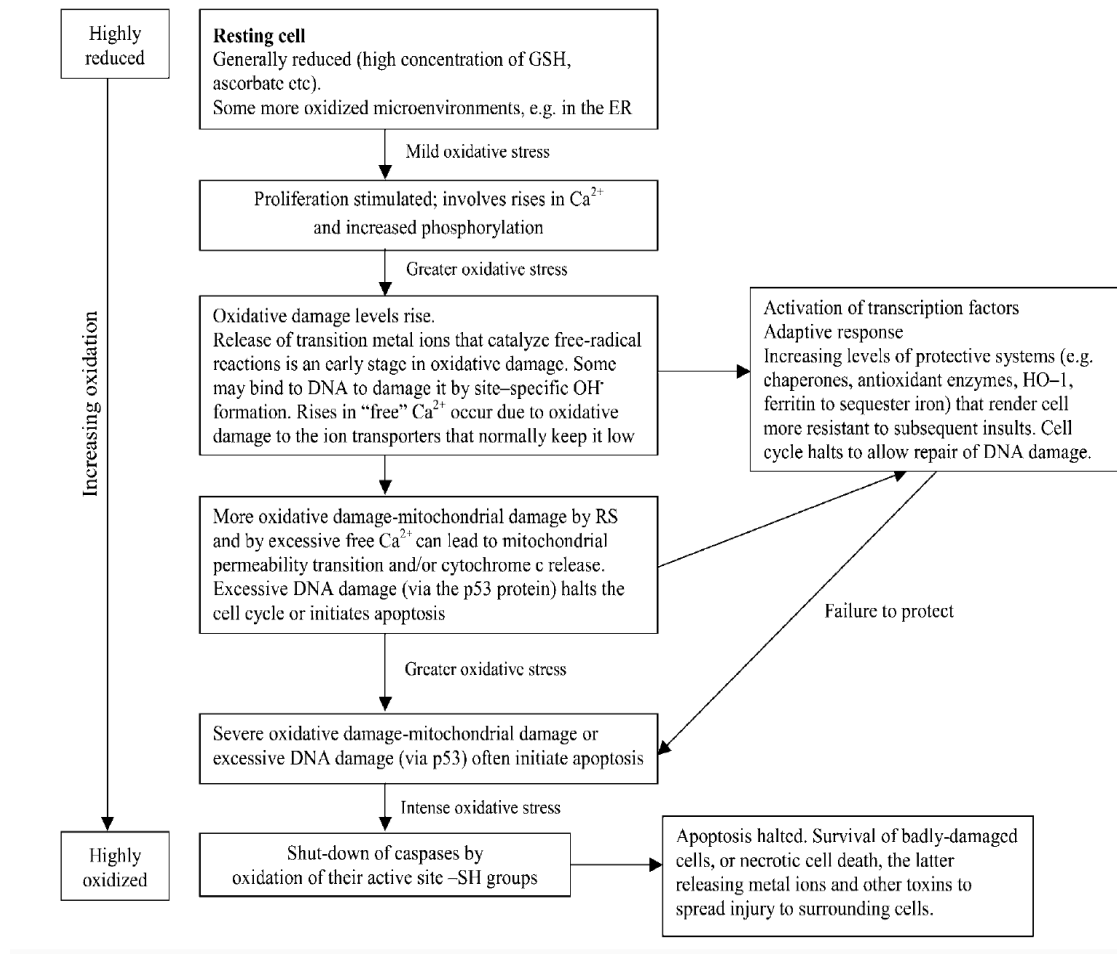 Highly
reduced
Resting cell
Generally reduced (high concentration of GSH,
ascorbate etc).
Some more oxidized microenvironments, e.g. in the ER
Mild oxidative stress
Proliferation stimulated; involves rises in Ca²⁺
and increased phosphorylation
Greater oxidative stress
Increasing oxidation
Oxidative damage levels rise.
Release of transition metal ions that catalyze free-radical
reactions is an early stage in oxidative damage. Some
may bind to DNA to damage it by site–specific OH•
formation. Rises in “free” Ca²⁺ occur due to oxidative
damage to the ion transporters that normally keep it low
Activation of transcription factors
Adaptive response
Increasing levels of protective systems (e.g.
chaperones, antioxidant enzymes, HO–1,
ferritin to sequester iron) that render cell
more resistant to subsequent insults. Cell
cycle halts to allow repair of DNA damage.
More oxidative damage-mitochondrial damage by RS
and by excessive free Ca²⁺ can lead to mitochondrial
permeability transition and/or cytochrome c release.
Excessive DNA damage (via the p53 protein) halts the
cell cycle or initiates apoptosis
Failure to protect
Greater oxidative stress
Severe oxidative damage-mitochondrial damage or
excessive DNA damage (via p53) often initiate apoptosis
Intense oxidative stress
Highly
oxidized
Shut-down of caspases by
oxidation of their active site –SH groups
Apoptosis halted. Survival of badly-damaged
cells, or necrotic cell death, the latter
releasing metal ions and other toxins to
spread injury to surrounding cells.